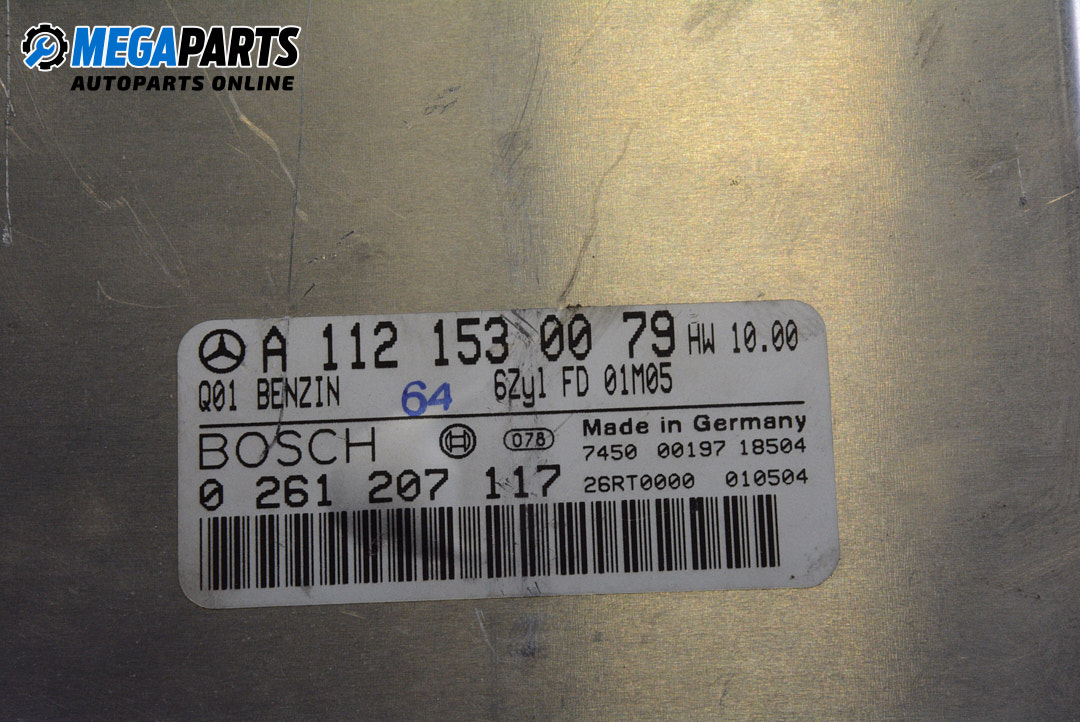 MEGAPARTS
AUTOPARTS ONLINE
A 112 153 00 79 HW 10.00
Q01 BENZIN 64 6Zyl FD 01M05
BOSCH 078 Made in Germany
7450 00197 18504
0 261 207 117 26RT0000 010504